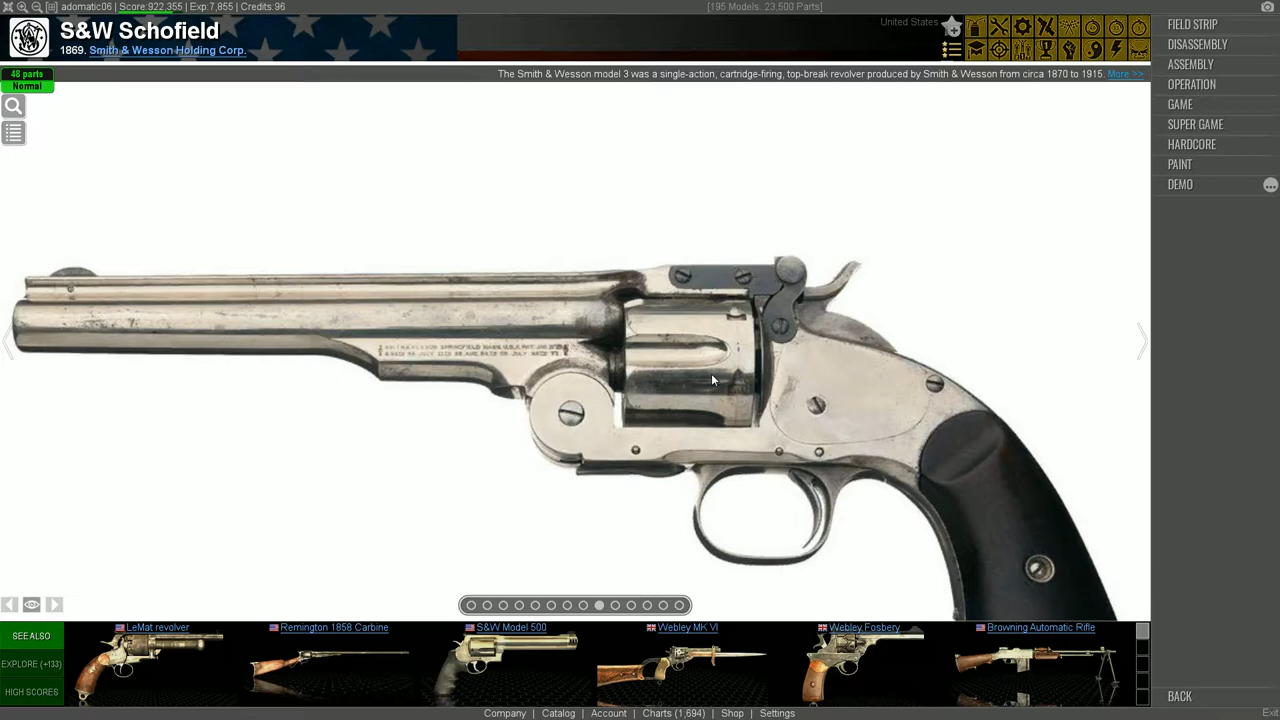 adomatic06 | Score:922,355 | Exp:7,855 | Credits:96
[195 Models. 23,500 Parts]
S&W Schofield
1869. Smith & Wesson Holding Corp.
United States
48 parts
Normal
The Smith & Wesson model 3 was a single-action, cartridge-firing, top-break revolver produced by Smith & Wesson from circa 1870 to 1915. More >>
FIELD STRIP
DISASSEMBLY
ASSEMBLY
OPERATION
GAME
SUPER GAME
HARDCORE
PAINT
DEMO
SEE ALSO
EXPLORE (+133)
HIGH SCORES
LeMat revolver
Remington 1858 Carbine
S&W Model 500
Webley MK VI
Webley Fosbery
Browning Automatic Rifle
BACK
Company | Catalog | Account | Charts (1,694) | Shop | Settings
Exit